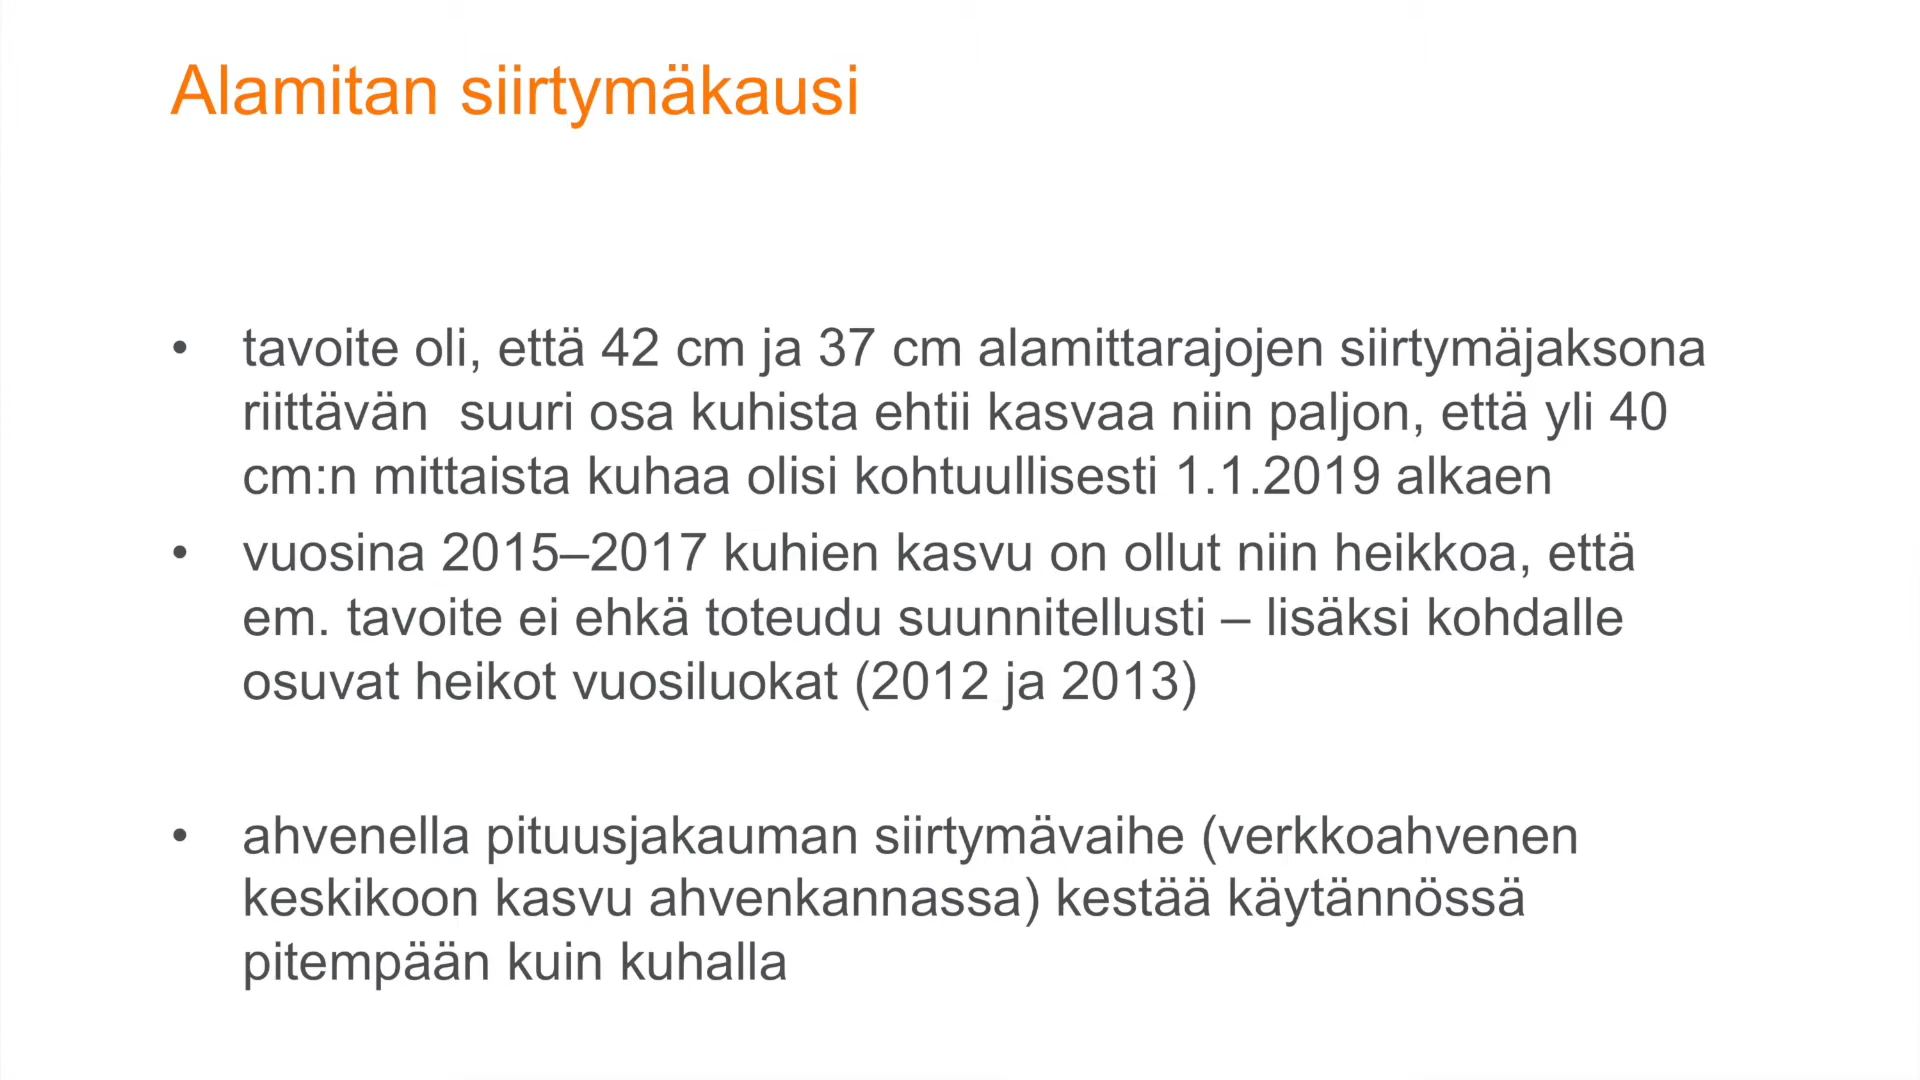 Alamitan siirtymäkausi
• tavoite oli, että 42 cm ja 37 cm alamittarajojen siirtymäjaksona
riittävän  suuri osa kuhista ehtii kasvaa niin paljon, että yli 40
cm:n mittaista kuhaa olisi kohtuullisesti 1.1.2019 alkaen
• vuosina 2015–2017 kuhien kasvu on ollut niin heikkoa, että
em. tavoite ei ehkä toteudu suunnitellusti – lisäksi kohdalle
osuvat heikot vuosiluokat (2012 ja 2013)
• ahvenella pituusjakauman siirtymävaihe (verkkoahvenen
keskikoon kasvu ahvenkannassa) kestää käytännössä
pitempään kuin kuhalla